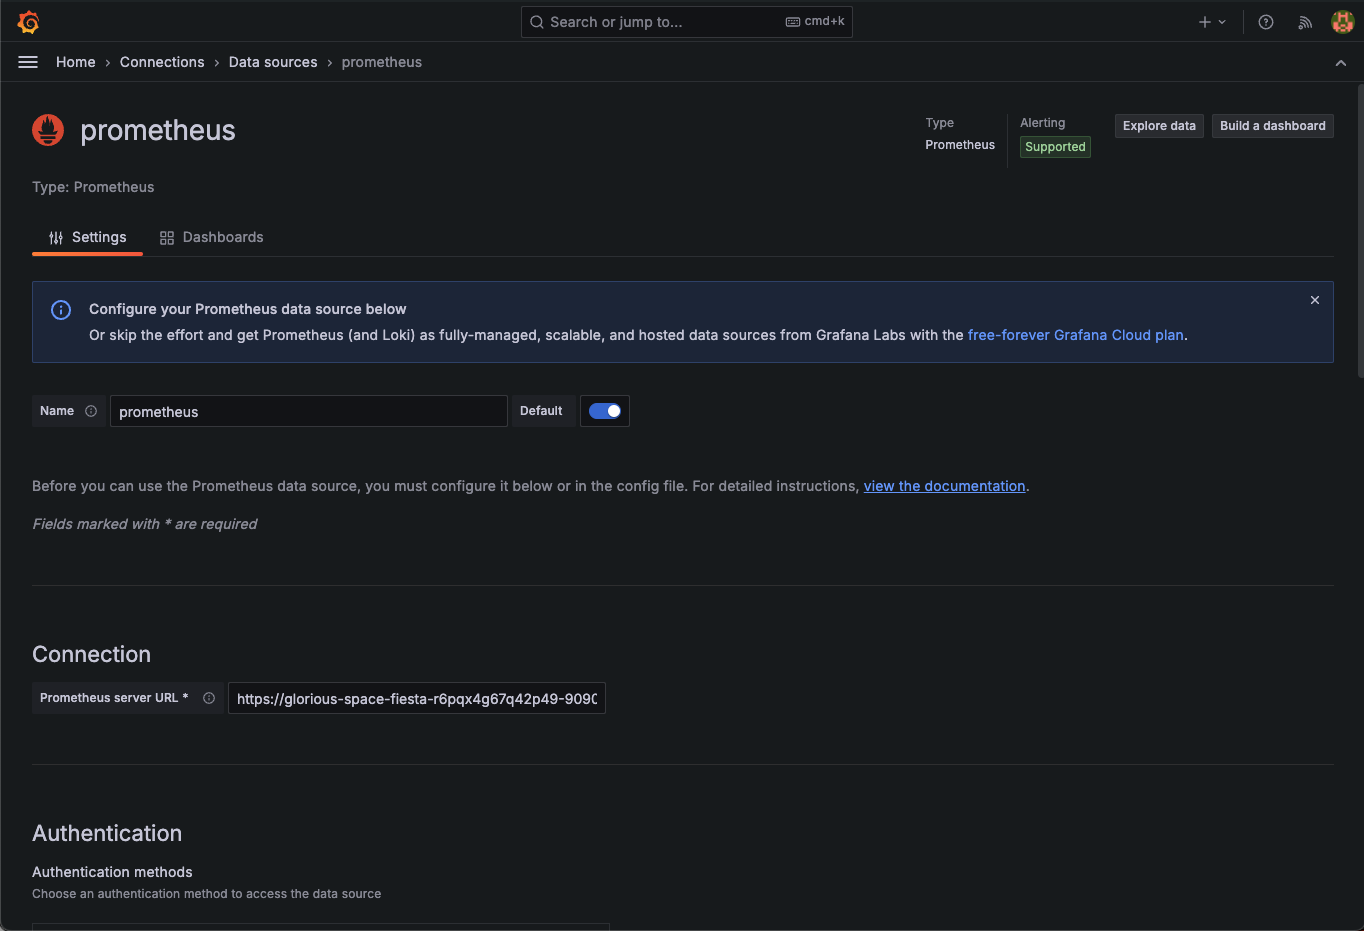 Search or jump to...
cmd+k
Home › Connections › Data sources › prometheus
prometheus
Type
Prometheus
Alerting
Supported
Explore data
Build a dashboard
Type: Prometheus
Settings
Dashboards
Configure your Prometheus data source below
Or skip the effort and get Prometheus (and Loki) as fully-managed, scalable, and hosted data sources from Grafana Labs with the free-forever Grafana Cloud plan.
Name
prometheus
Default
Before you can use the Prometheus data source, you must configure it below or in the config file. For detailed instructions, view the documentation.
Fields marked with * are required
Connection
Prometheus server URL *
https://glorious-space-fiesta-r6pqx4g67q42p49-9090
Authentication
Authentication methods
Choose an authentication method to access the data source